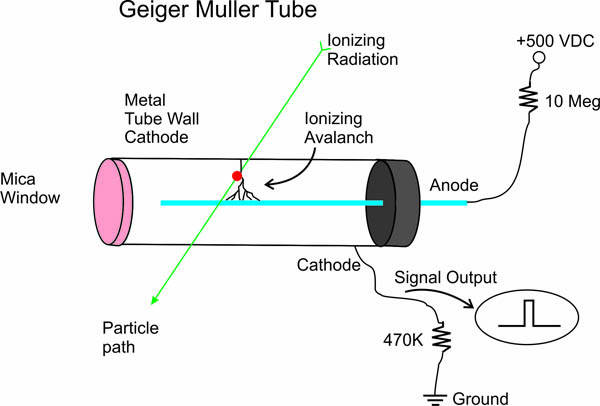 Geiger Muller Tube
Ionizing
Radiation
+500 VDC
10 Meg
Metal
Tube Wall
Cathode
Ionizing
Avalanch
Mica
Window
Anode
Cathode
Signal Output
Particle
path
470K
Ground